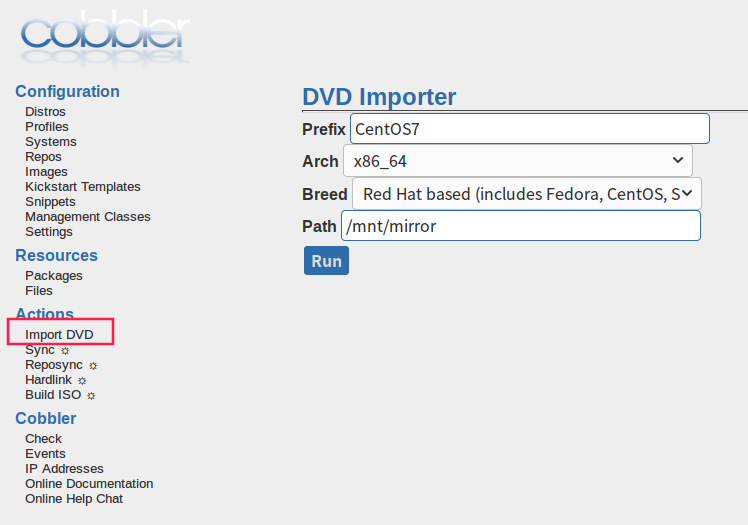 cobbler
Configuration
Distros
Profiles
Systems
Repos
Images
Kickstart Templates
Snippets
Management Classes
Settings
Resources
Packages
Files
Actions
Import DVD
Sync ☼
Reposync ☼
Hardlink ☼
Build ISO ☼
Cobbler
Check
Events
IP Addresses
Online Documentation
Online Help Chat
DVD Importer
Prefix CentOS7
Arch x86_64
Breed Red Hat based (includes Fedora, CentOS, S
Path /mnt/mirror
Run